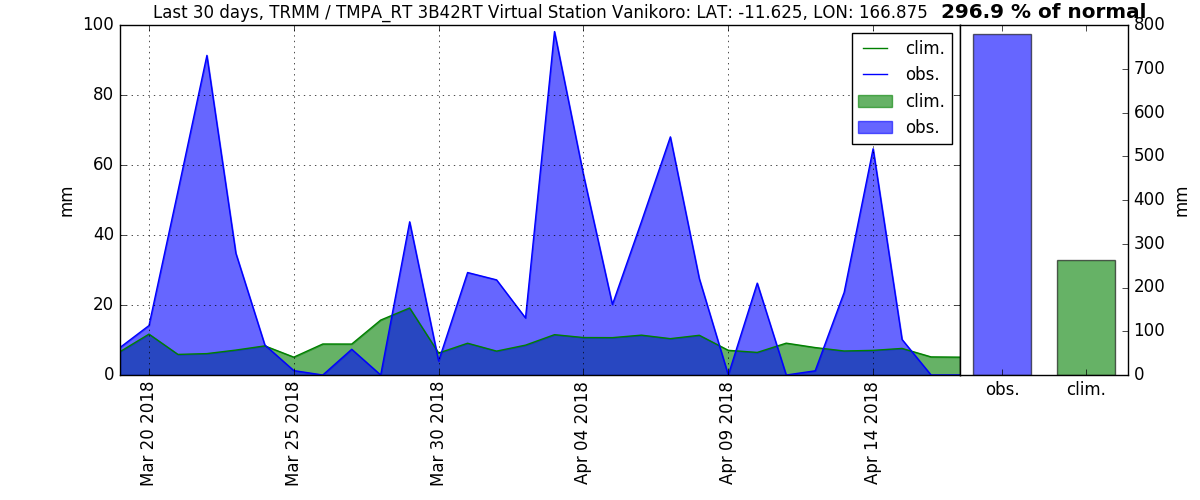 Last 30 days, TRMM / TMPA_RT 3B42RT Virtual Station Vanikoro: LAT: -11.625, LON: 166.875 296.9 % of normal
100
80
60
40
20
0
mm
clim.
obs.
clim.
obs.
Mar 20 2018
Mar 25 2018
Mar 30 2018
Apr 04 2018
Apr 09 2018
Apr 14 2018
800
700
600
500
400
300
200
100
0
mm
obs.
clim.